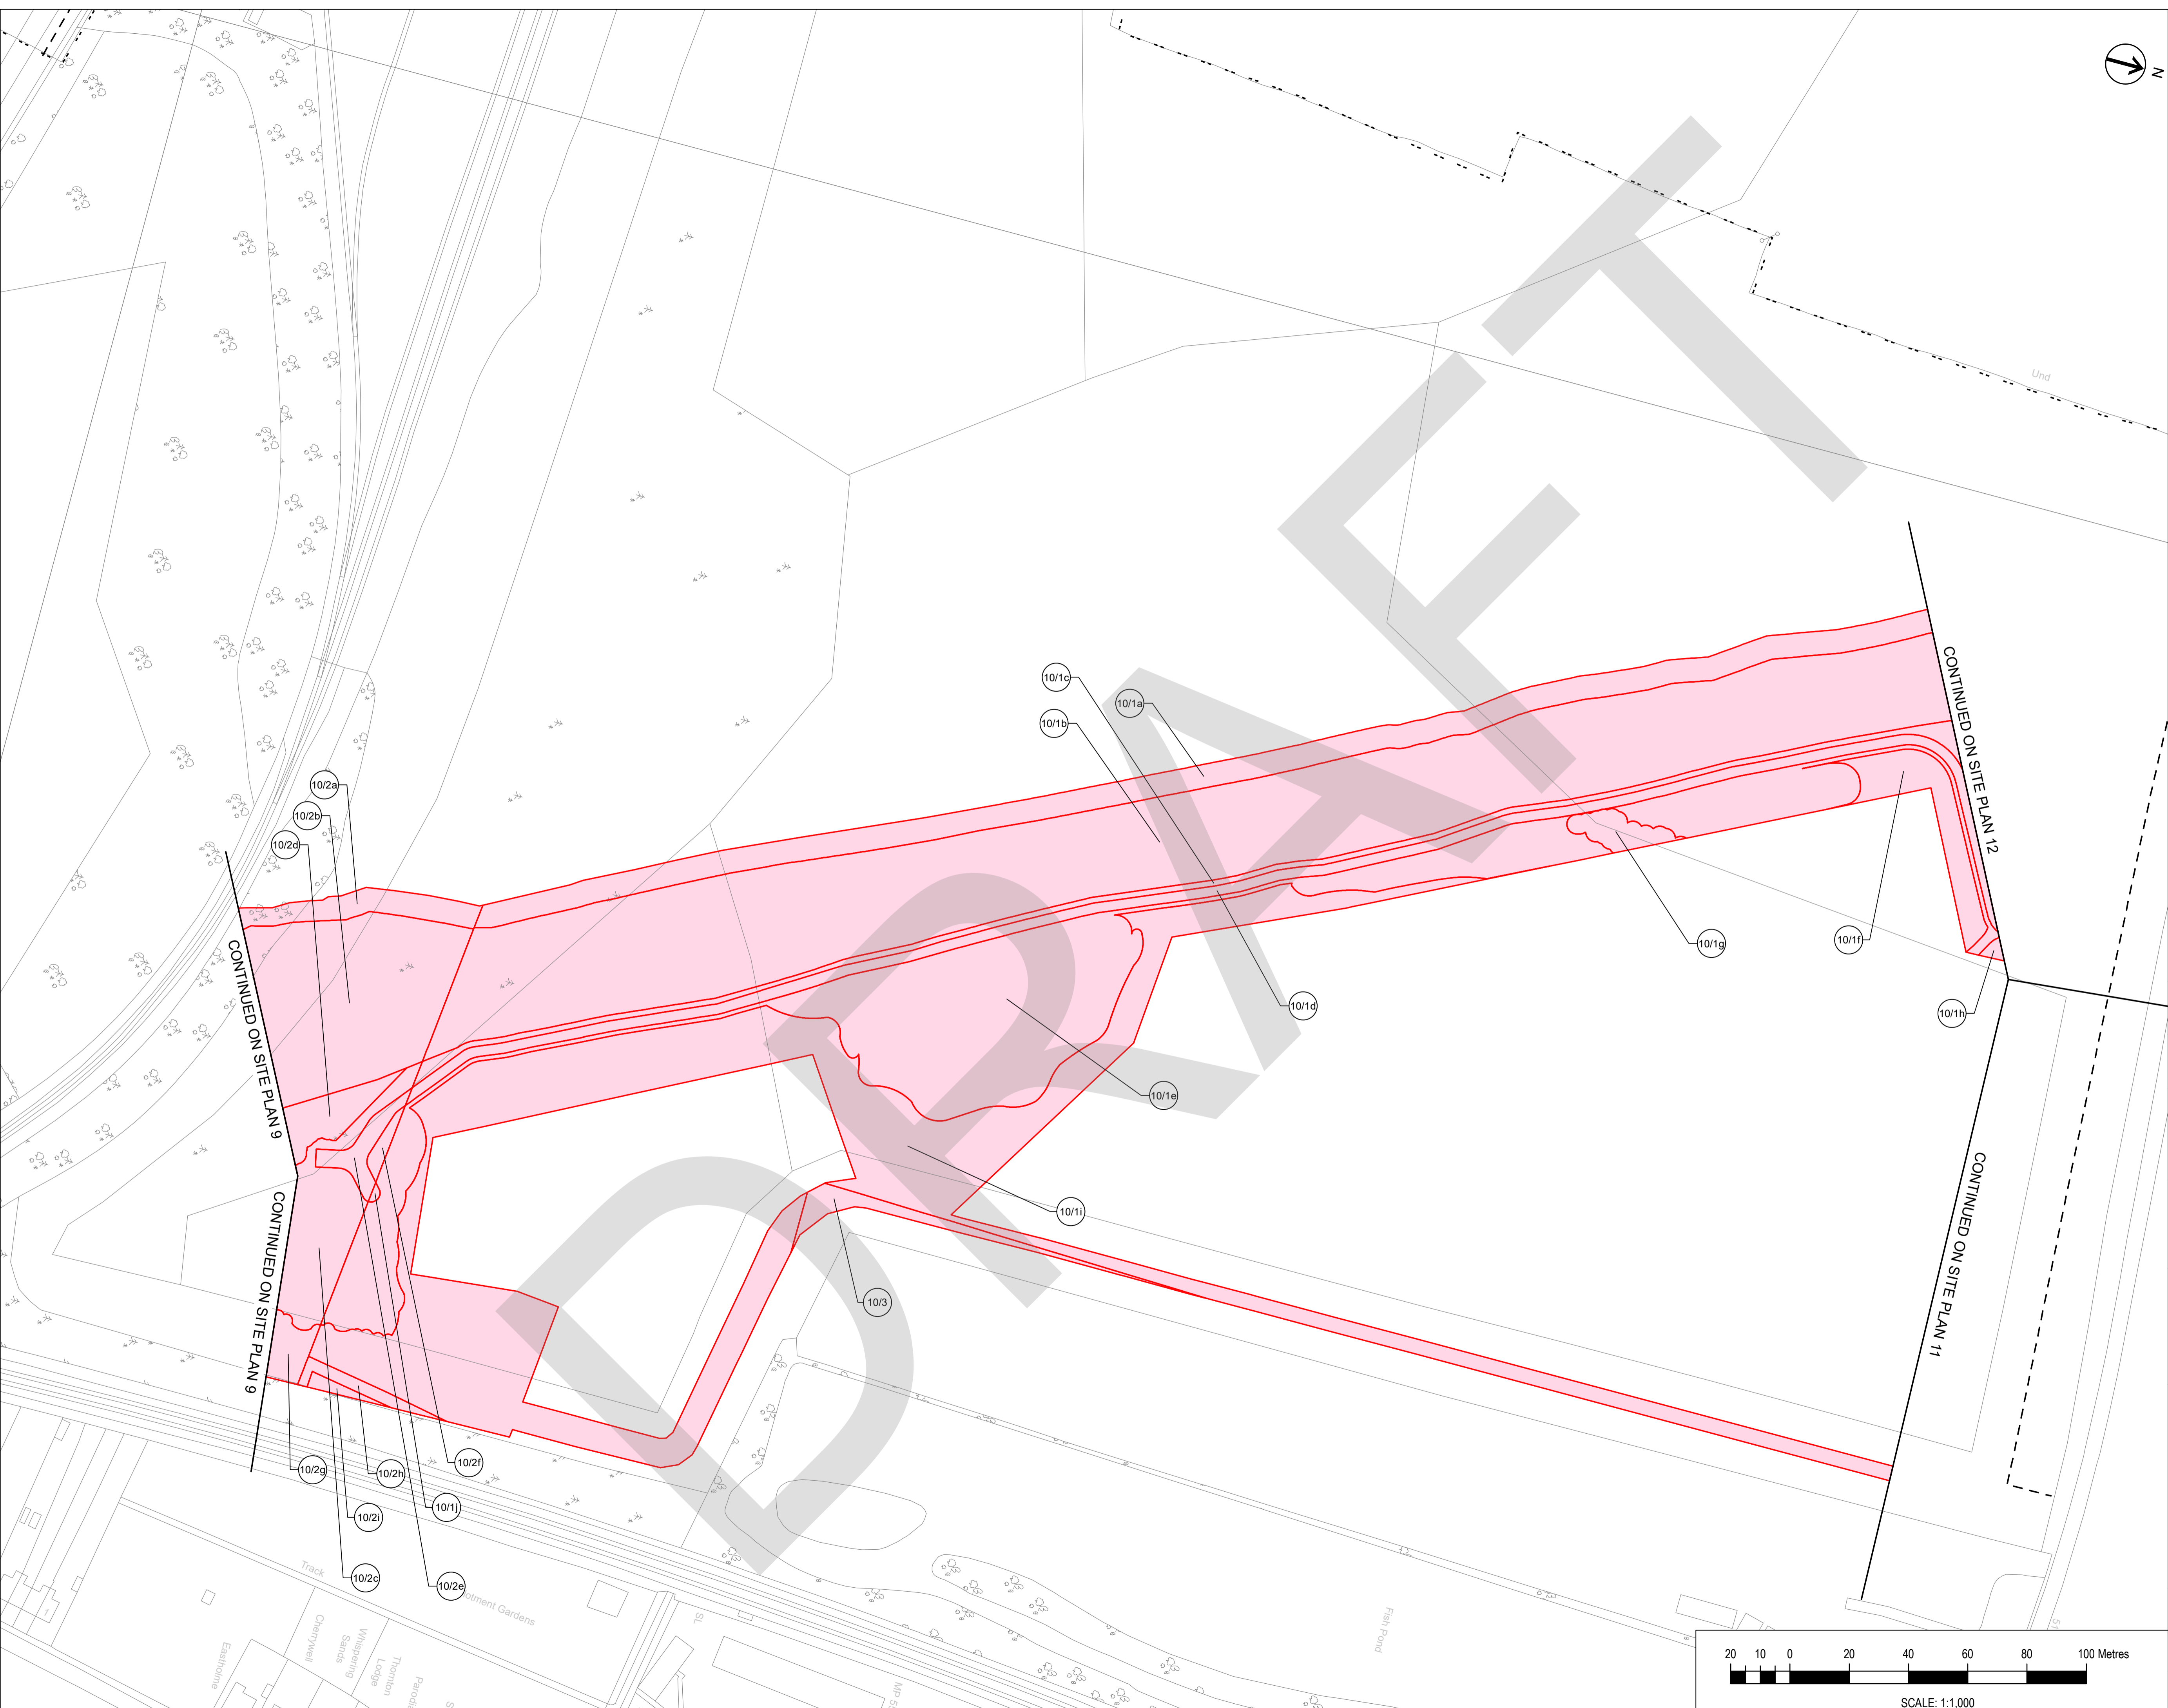 N
Und
10/1c
10/1a
10/1b
CONTINUED ON SITE PLAN 12
10/2a
10/2b
10/2d
10/1g
10/1f
10/1d
10/1h
CONTINUED ON SITE PLAN 9
10/1e
10/1i
CONTINUED ON SITE PLAN 9
CONTINUED ON SITE PLAN 11
10/3
10/2g
10/2h
10/2f
10/1j
10/2i
10/2c
10/2e
DRAFT
Track
Gardens
SL
Fish Pond
1
Cherrywell
Whispering
Sands
Thornton
Lodge
Eastholme
20 10 0 20 40 60 80 100 Metres
SCALE: 1:1,000